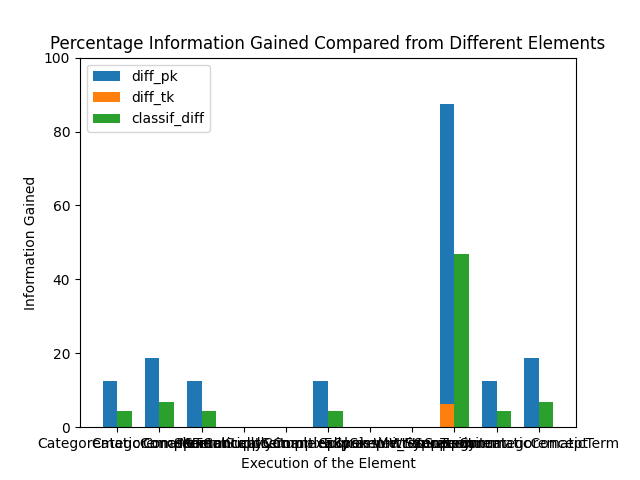 Percentage Information Gained Compared from Different Elements
100
80
60
40
20
0
Information Gained
diff_pk
diff_tk
classif_diff
Execution of the Element